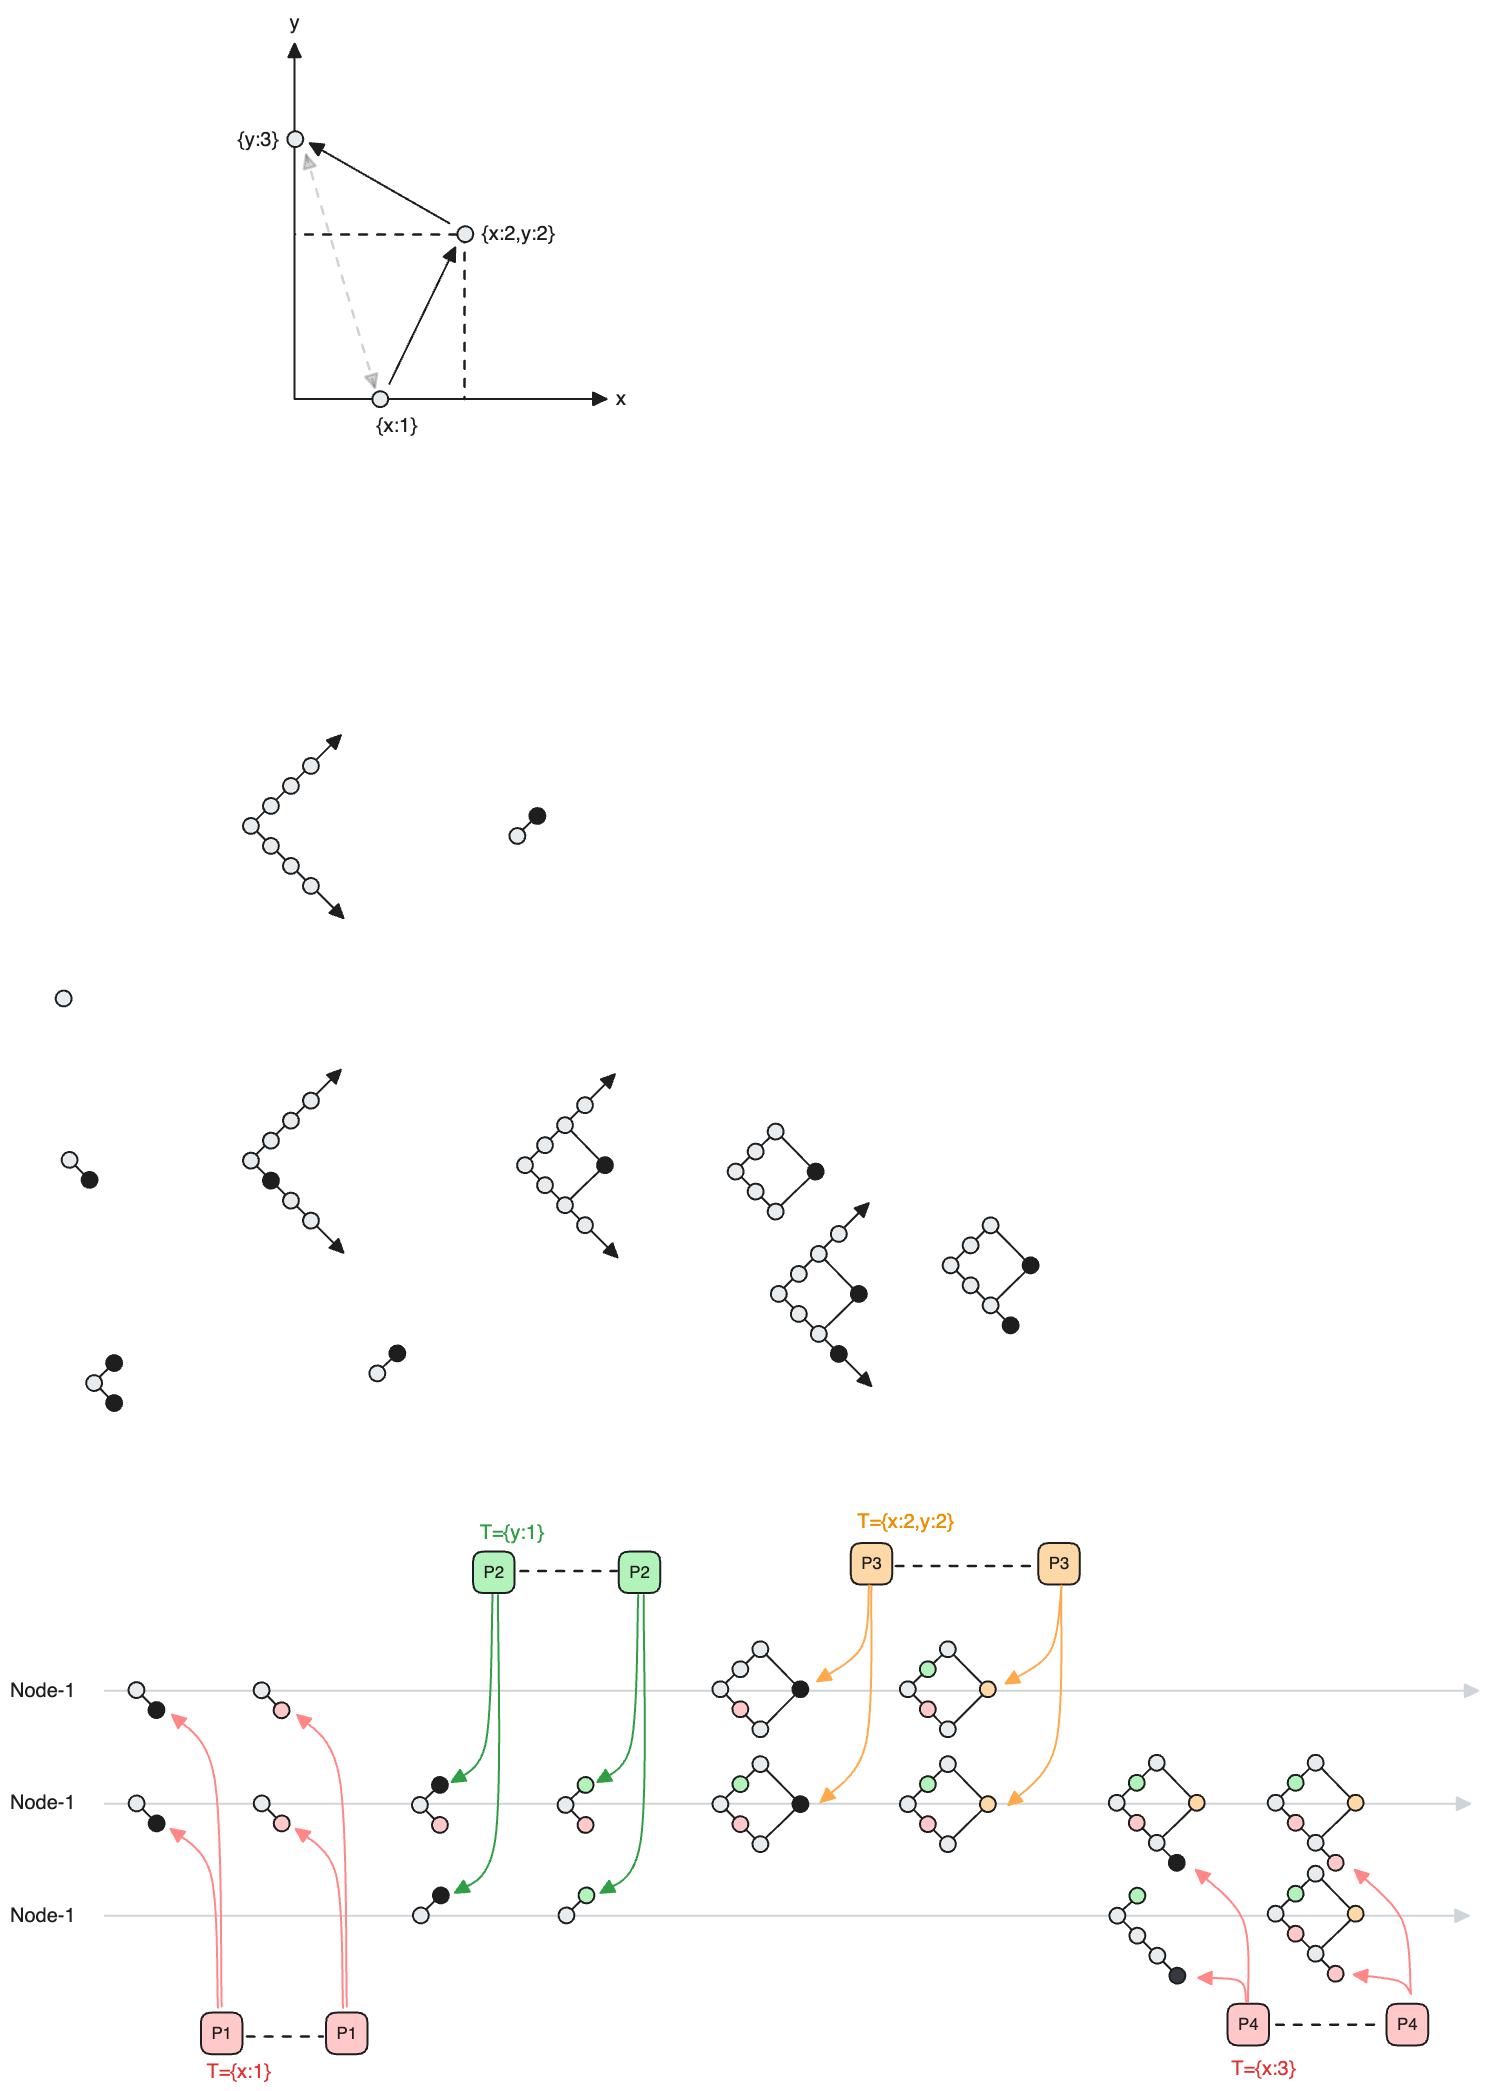 y
{y:3}
{x:2,y:2}
x
{x:1}
T={y:1}
T={x:2,y:2}
P2
P2
P3
P3
Node-1
Node-1
Node-1
P1
P1
P4
P4
T={x:1}
T={x:3}